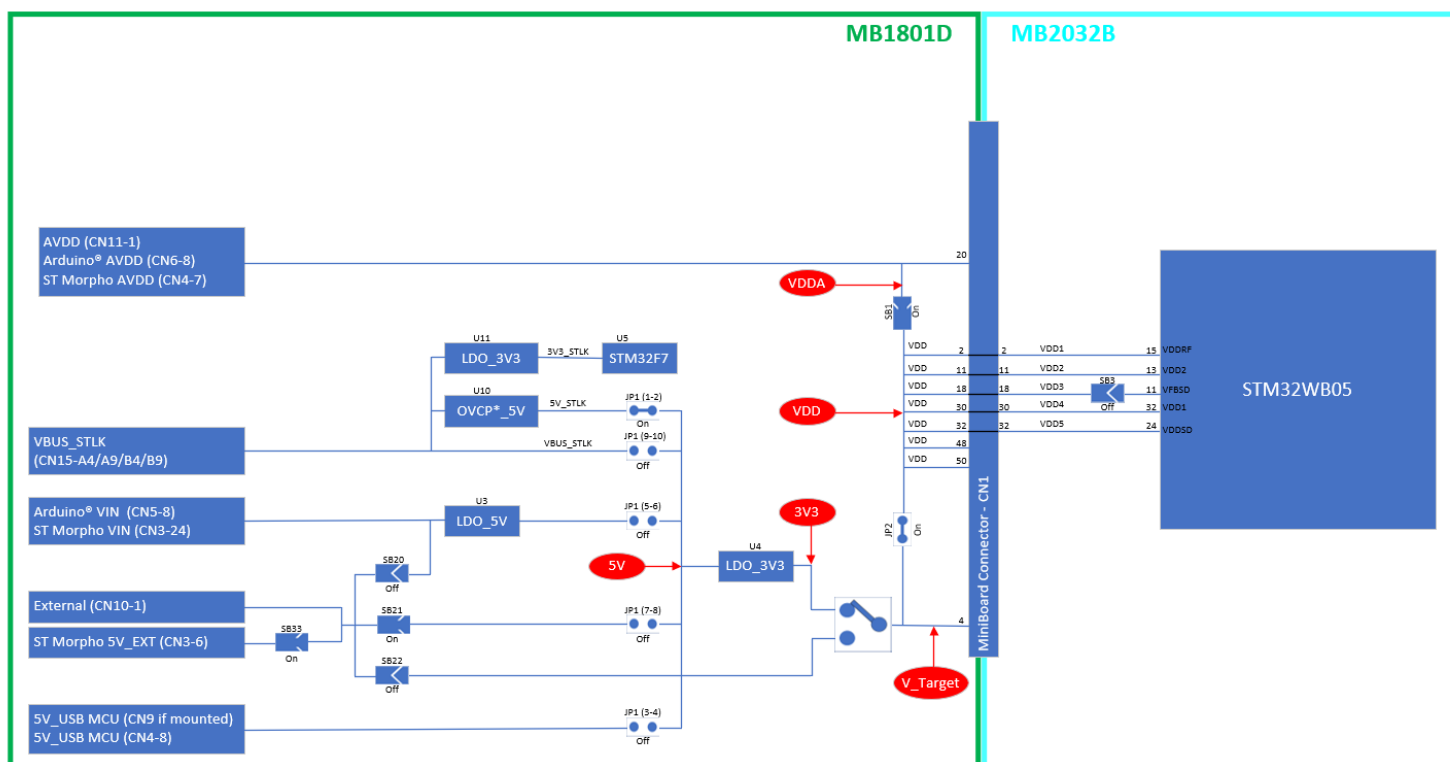 MB1801D
MB2032B
AVDD (CN11-1)
Arduino® AVDD (CN6-8)
ST Morpho AVDD (CN4-7)
20
VDDA
SB1
On
U11
LDO_3V3
3V3_STLK
U5
STM32F7
U10
OVCP*_5V
5V_STLK
JP1 (1-2)
On
VBUS_STLK
(CN15-A4/A9/B4/B9)
VBUS_STLK
JP1 (9-10)
Off
VDD
VDD 2 2 VDD1 15 VDDRF
VDD 11 11 VDD2 13 VDD2
VDD 18 18 VDD3 SB3 Off 11 VFBSD
VDD 30 30 VDD4 32 VDD1
VDD 32 32 VDD5 24 VDDSD
VDD 48
VDD 50
STM32WB05
MiniBoard Connector - CN1
Arduino® VIN (CN5-8)
ST Morpho VIN (CN3-24)
U3
LDO_5V
JP1 (5-6)
Off
3V3
JP2
On
5V
U4
LDO_3V3
SB20
Off
External (CN10-1)
SB21
On
JP1 (7-8)
Off
ST Morpho 5V_EXT (CN3-6)
SB33
On
SB22
Off
4
V_Target
5V_USB MCU (CN9 if mounted)
5V_USB MCU (CN4-8)
JP1 (3-4)
Off